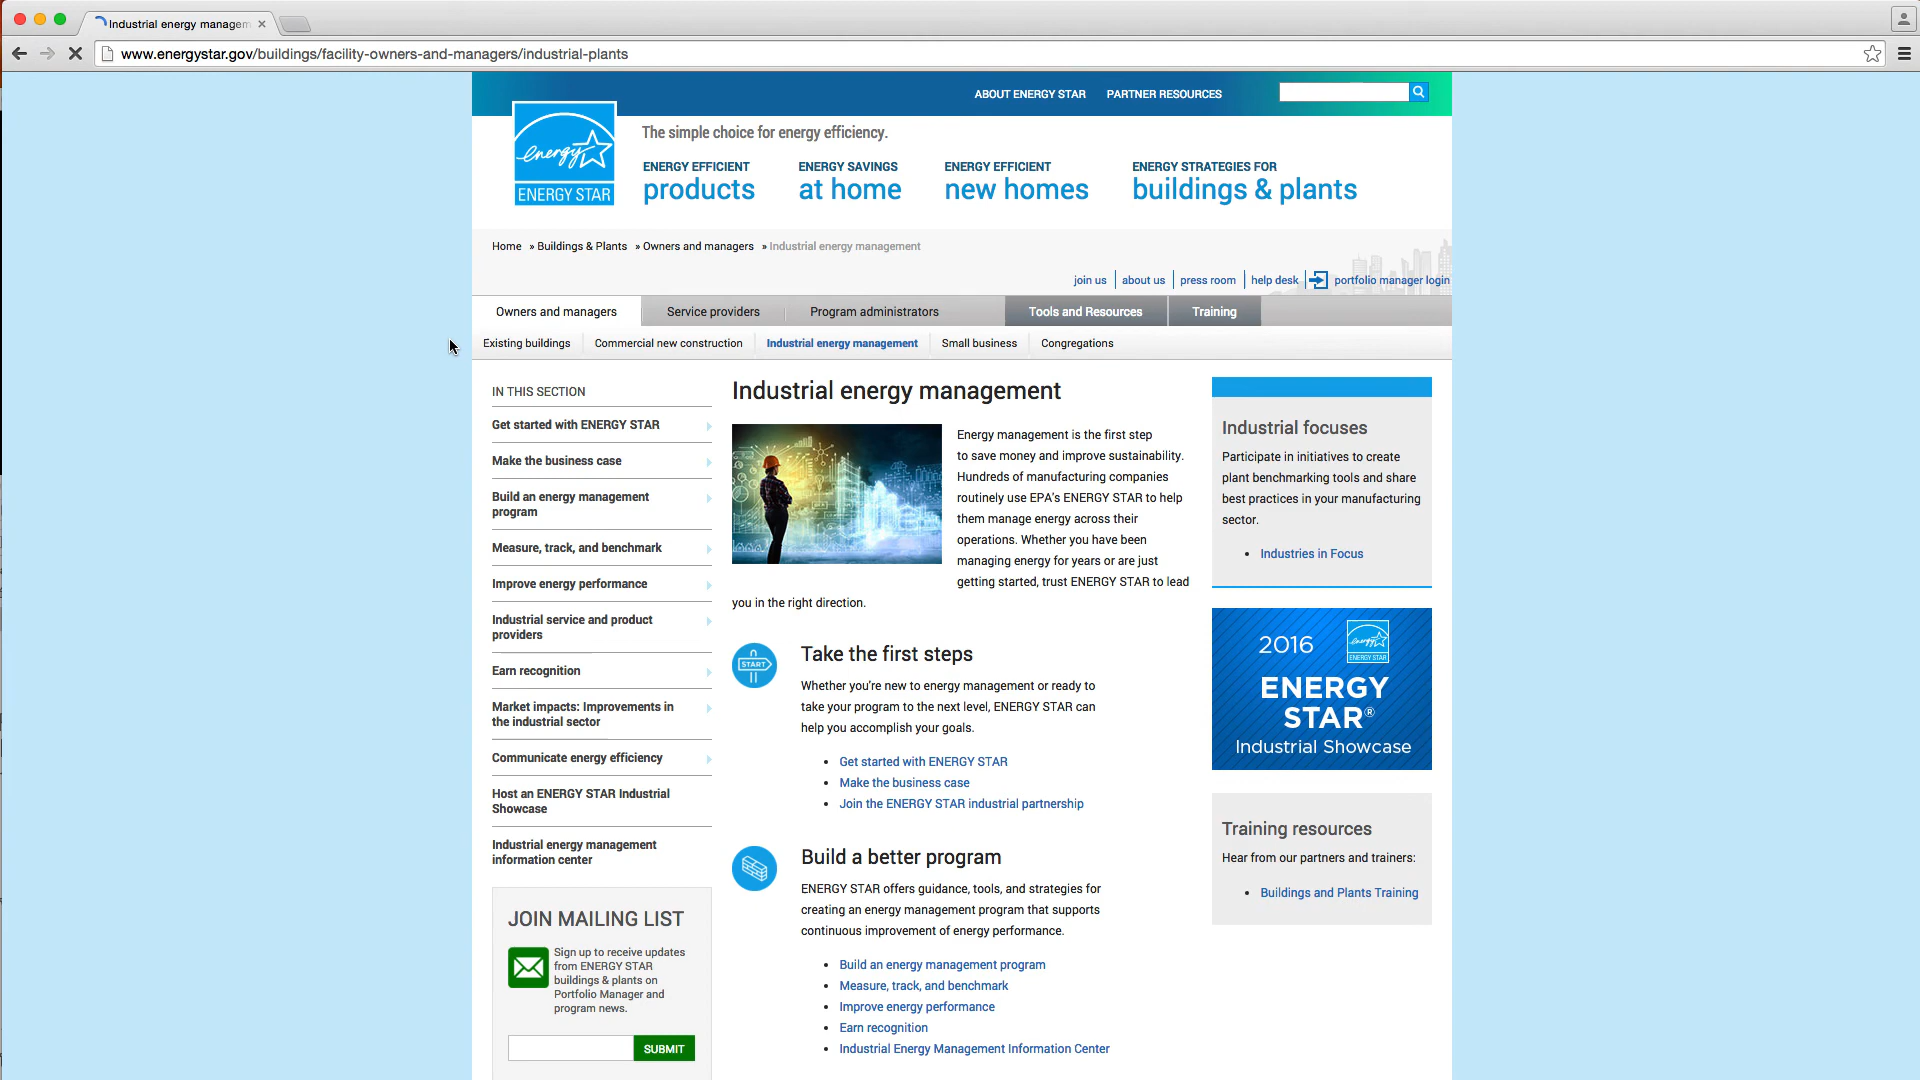 Industrial energy managem
www.energystar.gov/buildings/facility-owners-and-managers/industrial-plants
ABOUT ENERGY STAR PARTNER RESOURCES
energy
ENERGY STAR
The simple choice for energy efficiency.
ENERGY EFFICIENT
products
ENERGY SAVINGS
at home
ENERGY EFFICIENT
new homes
ENERGY STRATEGIES FOR
buildings & plants
Home » Buildings & Plants » Owners and managers » Industrial energy management
join us about us press room help desk portfolio manager login
Owners and managers Service providers Program administrators Tools and Resources Training
Existing buildings Commercial new construction Industrial energy management Small business Congregations
IN THIS SECTION
Get started with ENERGY STAR
Make the business case
Build an energy management
program
Measure, track, and benchmark
Improve energy performance
Industrial service and product
providers
Earn recognition
Market impacts: Improvements in
the industrial sector
Communicate energy efficiency
Host an ENERGY STAR Industrial
Showcase
Industrial energy management
information center
JOIN MAILING LIST
Sign up to receive updates
from ENERGY STAR
buildings & plants on
Portfolio Manager and
program news.
SUBMIT
Industrial energy management
Energy management is the first step
to save money and improve sustainability.
Hundreds of manufacturing companies
routinely use EPA's ENERGY STAR to help
them manage energy across their
operations. Whether you have been
managing energy for years or are just
getting started, trust ENERGY STAR to lead
you in the right direction.
START
Take the first steps
Whether you're new to energy management or ready to
take your program to the next level, ENERGY STAR can
help you accomplish your goals.
• Get started with ENERGY STAR
• Make the business case
• Join the ENERGY STAR industrial partnership
Build a better program
ENERGY STAR offers guidance, tools, and strategies for
creating an energy management program that supports
continuous improvement of energy performance.
• Build an energy management program
• Measure, track, and benchmark
• Improve energy performance
• Earn recognition
• Industrial Energy Management Information Center
Industrial focuses
Participate in initiatives to create
plant benchmarking tools and share
best practices in your manufacturing
sector.
• Industries in Focus
2016
energy
ENERGY STAR
ENERGY
STAR®
Industrial Showcase
Training resources
Hear from our partners and trainers:
• Buildings and Plants Training